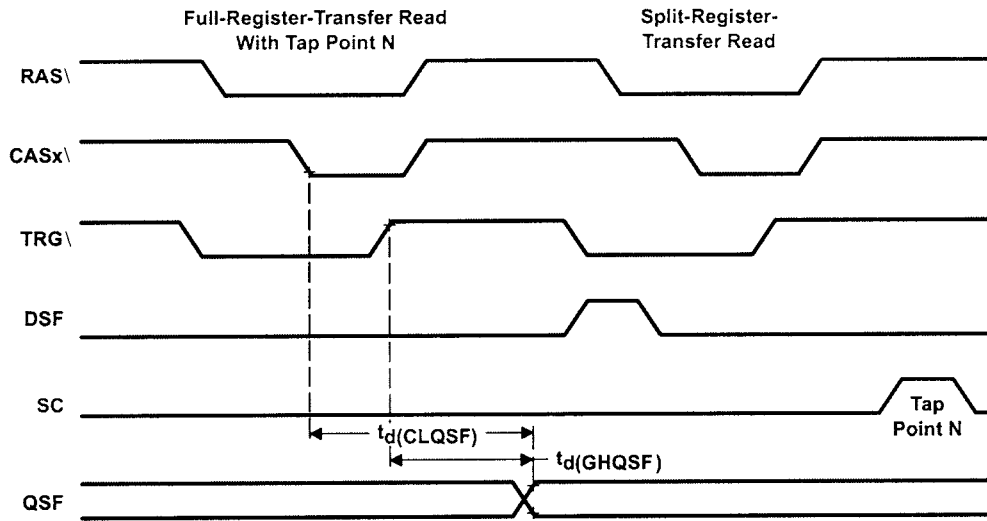 Full-Register-Transfer Read
With Tap Point N
Split-Register-
Transfer Read
RAS\
CASx\
TRG\
DSF
SC
Tap
Point N
td(CLQSF)
td(GHQSF)
QSF